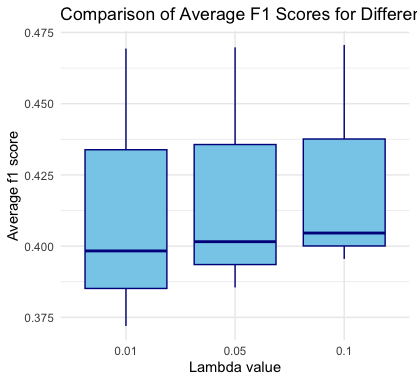 Comparison of Average F1 Scores for Differer
0.475
0.450
0.425
0.400
0.375
Average f1 score
0.01 0.05 0.1
Lambda value